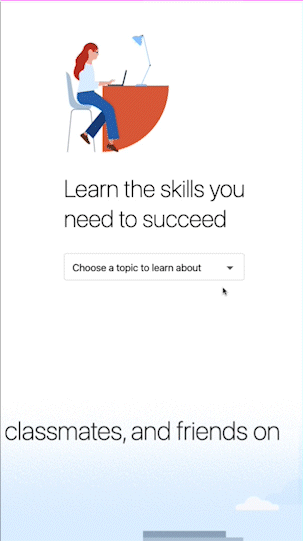 Learn the skills you
need to succeed
Choose a topic to learn about
classmates, and friends on